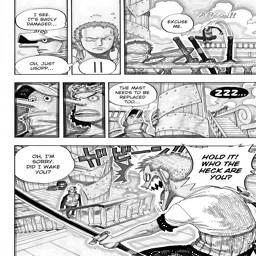 I SEE.
IT'S BADLY
DAMAGED...
OH, JUST
USOPP...
EXCUSE
ME.
THE MAST
NEEDS TO BE
REPLACED
TOO...
ZZZ...
OH, I'M
SORRY.
DID I WAKE
YOU?
HOLD IT!
WHO THE
HECK ARE
YOU?